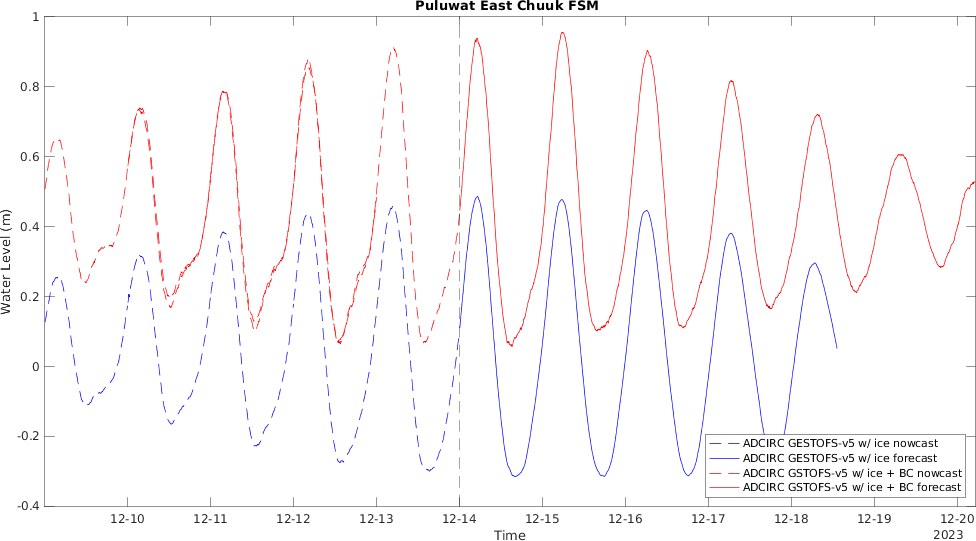 Puluwat East Chuuk FSM
1
0.8
0.6
0.4
0.2
0
-0.2
-0.4
Water Level (m)
ADCIRC GESTOFS-v5 w/ ice nowcast
ADCIRC GESTOFS-v5 w/ ice forecast
ADCIRC GSTOFS-v5 w/ ice + BC nowcast
ADCIRC GSTOFS-v5 w/ ice + BC forecast
12-10 12-11 12-12 12-13 12-14 12-15 12-16 12-17 12-18 12-19 12-20
Time
2023